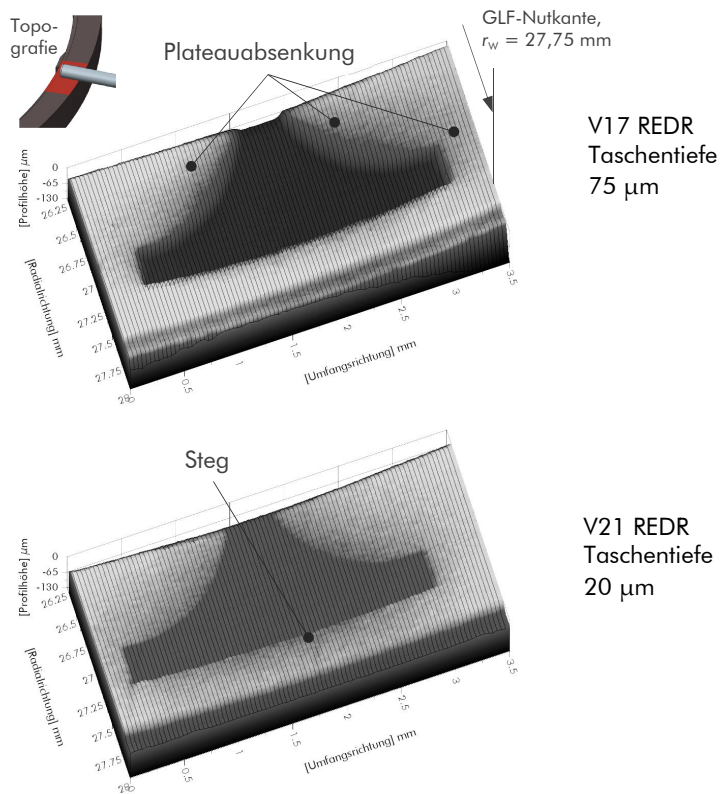 Topo-
grafie
Plateauabsenkung
GLF-Nutkante,
rw = 27,75 mm
V17 REDR
Taschentiefe
75 µm
[Profilhöhe] µm
0
-65
-130
26.25
26.5
26.75
27
27.25
27.5
27.75
28
[Radialrichtung] mm
0
0.5
1
1.5
2
2.5
3
3.5
[Umfangsrichtung] mm
Steg
V21 REDR
Taschentiefe
20 µm
[Profilhöhe] µm
0
-65
-130
26.25
26.5
26.75
27
27.25
27.5
27.75
28
[Radialrichtung] mm
0
0.5
1
1.5
2
2.5
3
3.5
[Umfangsrichtung] mm